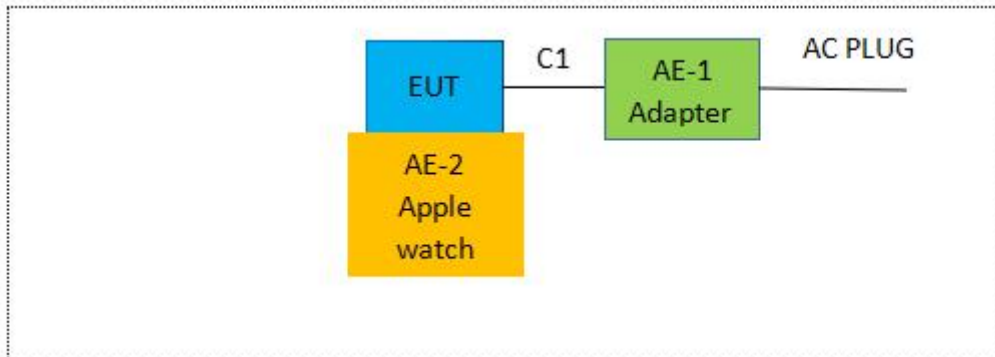 EUT
C1
AE-1
Adapter
AC PLUG
AE-2
Apple
watch